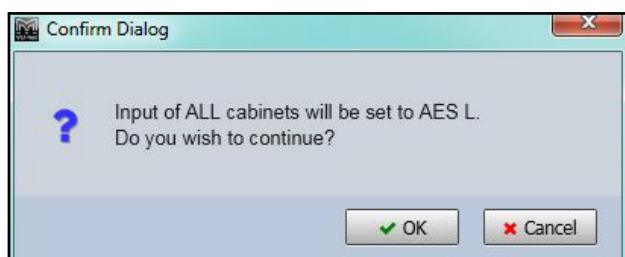 Confirm Dialog
Input of ALL cabinets will be set to AES L.
Do you wish to continue?
OK
Cancel